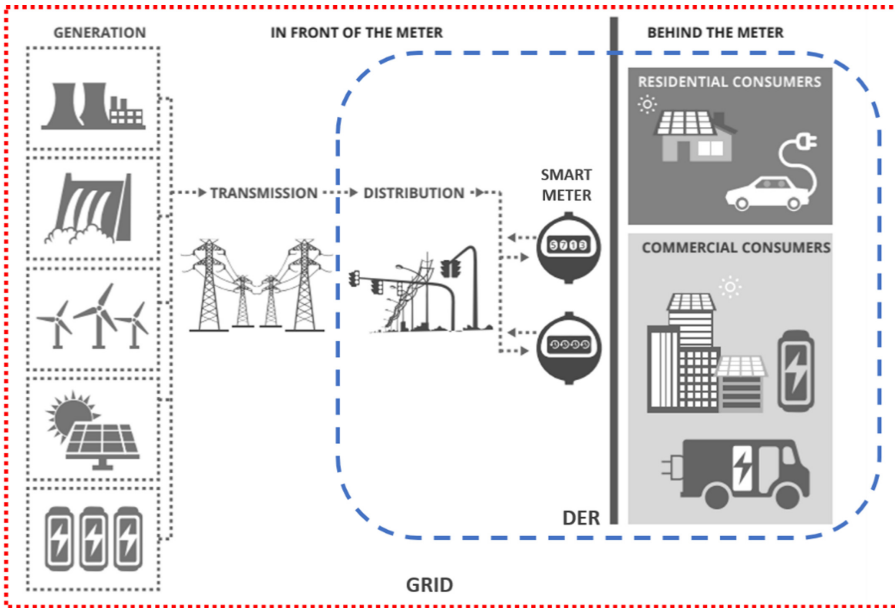 GENERATION
IN FRONT OF THE METER
BEHIND THE METER
RESIDENTIAL CONSUMERS
TRANSMISSION
DISTRIBUTION
SMART
METER
5713
COMMERCIAL CONSUMERS
DER
GRID